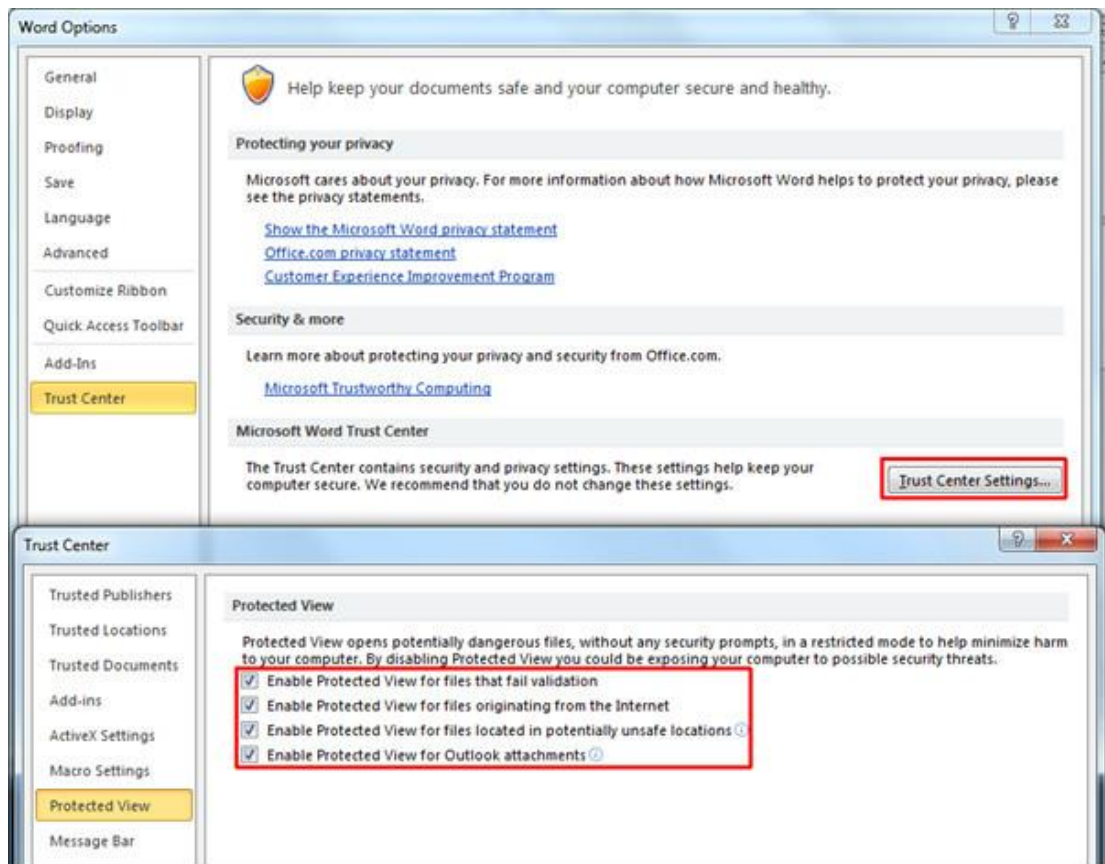 Word Options
General
Display
Proofing
Save
Language
Advanced
Customize Ribbon
Quick Access Toolbar
Add-Ins
Trust Center
Help keep your documents safe and your computer secure and healthy.
Protecting your privacy
Microsoft cares about your privacy. For more information about how Microsoft Word helps to protect your privacy, please
see the privacy statements.
Show the Microsoft Word privacy statement
Office.com privacy statement
Customer Experience Improvement Program
Security & more
Learn more about protecting your privacy and security from Office.com.
Microsoft Trustworthy Computing
Microsoft Word Trust Center
The Trust Center contains security and privacy settings. These settings help keep your
computer secure. We recommend that you do not change these settings.
Trust Center Settings...
Trust Center
Trusted Publishers
Trusted Locations
Trusted Documents
Add-ins
ActiveX Settings
Macro Settings
Protected View
Message Bar
Protected View
Protected View opens potentially dangerous files, without any security prompts, in a restricted mode to help minimize harm
to your computer. By disabling Protected View you could be exposing your computer to possible security threats.
Enable Protected View for files that fail validation
Enable Protected View for files originating from the Internet
Enable Protected View for files located in potentially unsafe locations
Enable Protected View for Outlook attachments